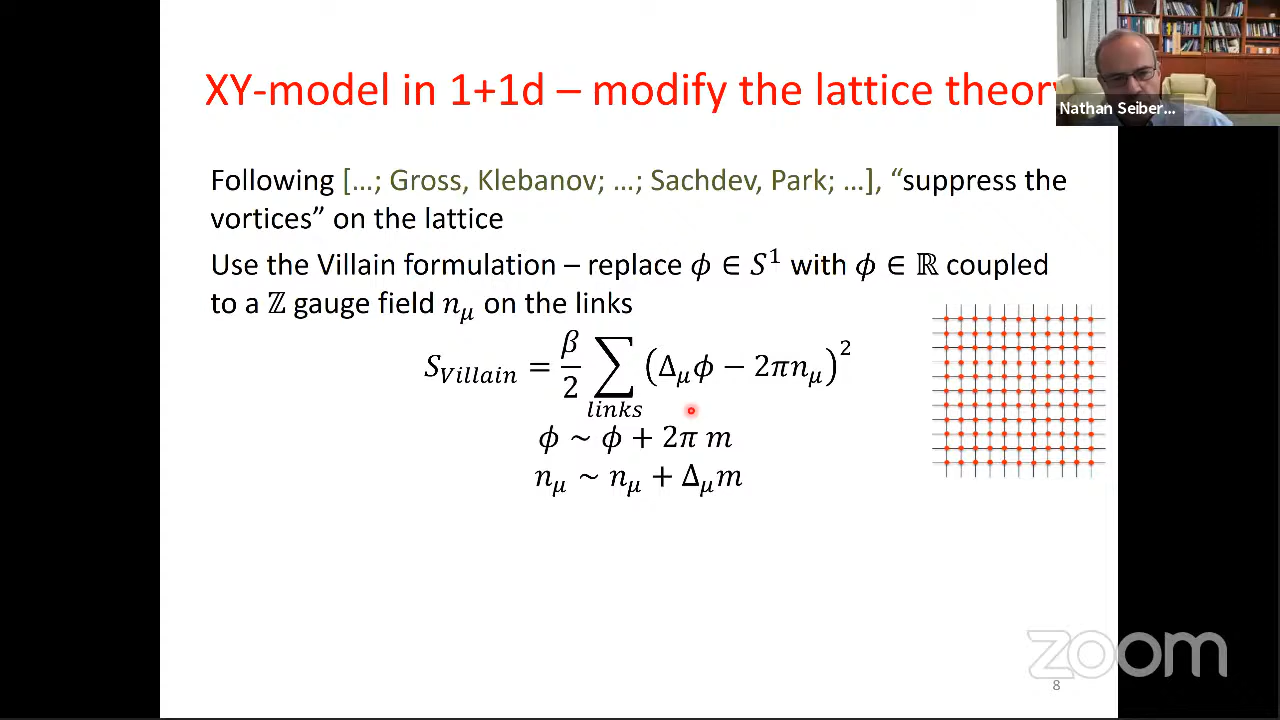 XY-model in 1+1d – modify the lattice theory
Nathan Seiber...
Following […; Gross, Klebanov; …; Sachdev, Park; …], “suppress the
vortices” on the lattice
Use the Villain formulation – replace ϕ ∈ S¹ with ϕ ∈ ℝ coupled
to a ℤ gauge field n_μ on the links
S_Villain = β/2 ∑_links (Δ_μϕ − 2πn_μ)²
ϕ ~ ϕ + 2π m
n_μ ~ n_μ + Δ_μm
zoom
8